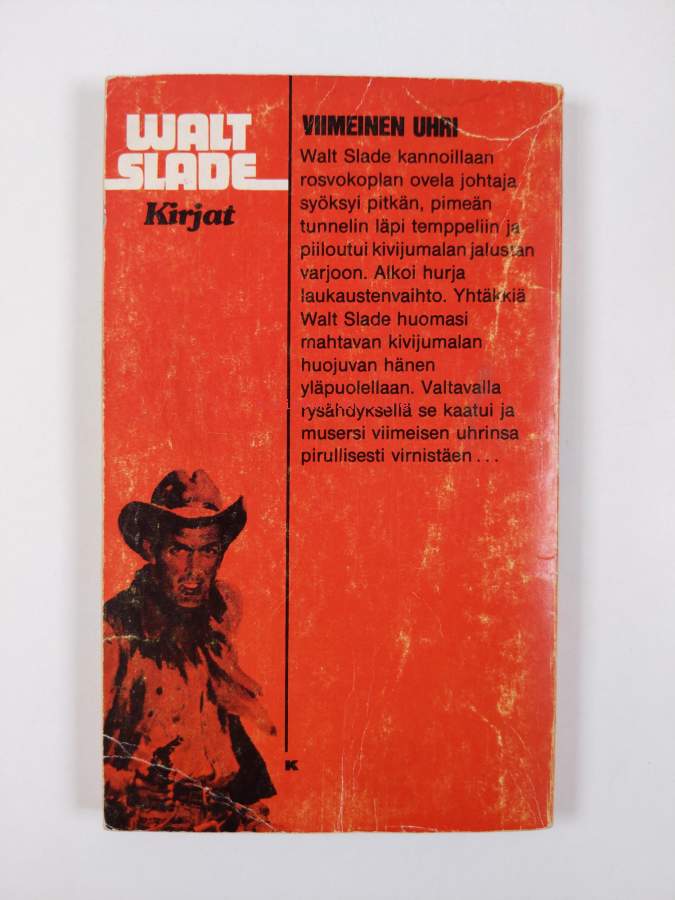 WALT
SLADE
Kirjat
VIIMEINEN UHRI
Walt Slade kannoillaan
rosvokoplan ovela johtaja
syöksyi pitkän, pimeän
tunnelin läpi temppeliin ja
piiloutui kivijumalan jalustan
varjoon. Alkoi hurja
laukaustenvaihto. Yhtäkkiä
Walt Slade huomasi
mahtavan kivijumalan
huojuvan hänen
yläpuolellaan. Valtavalla
rysähdyksellä se kaatui ja
musersi viimeisen uhrinsa
pirullisesti virnistäen...
K